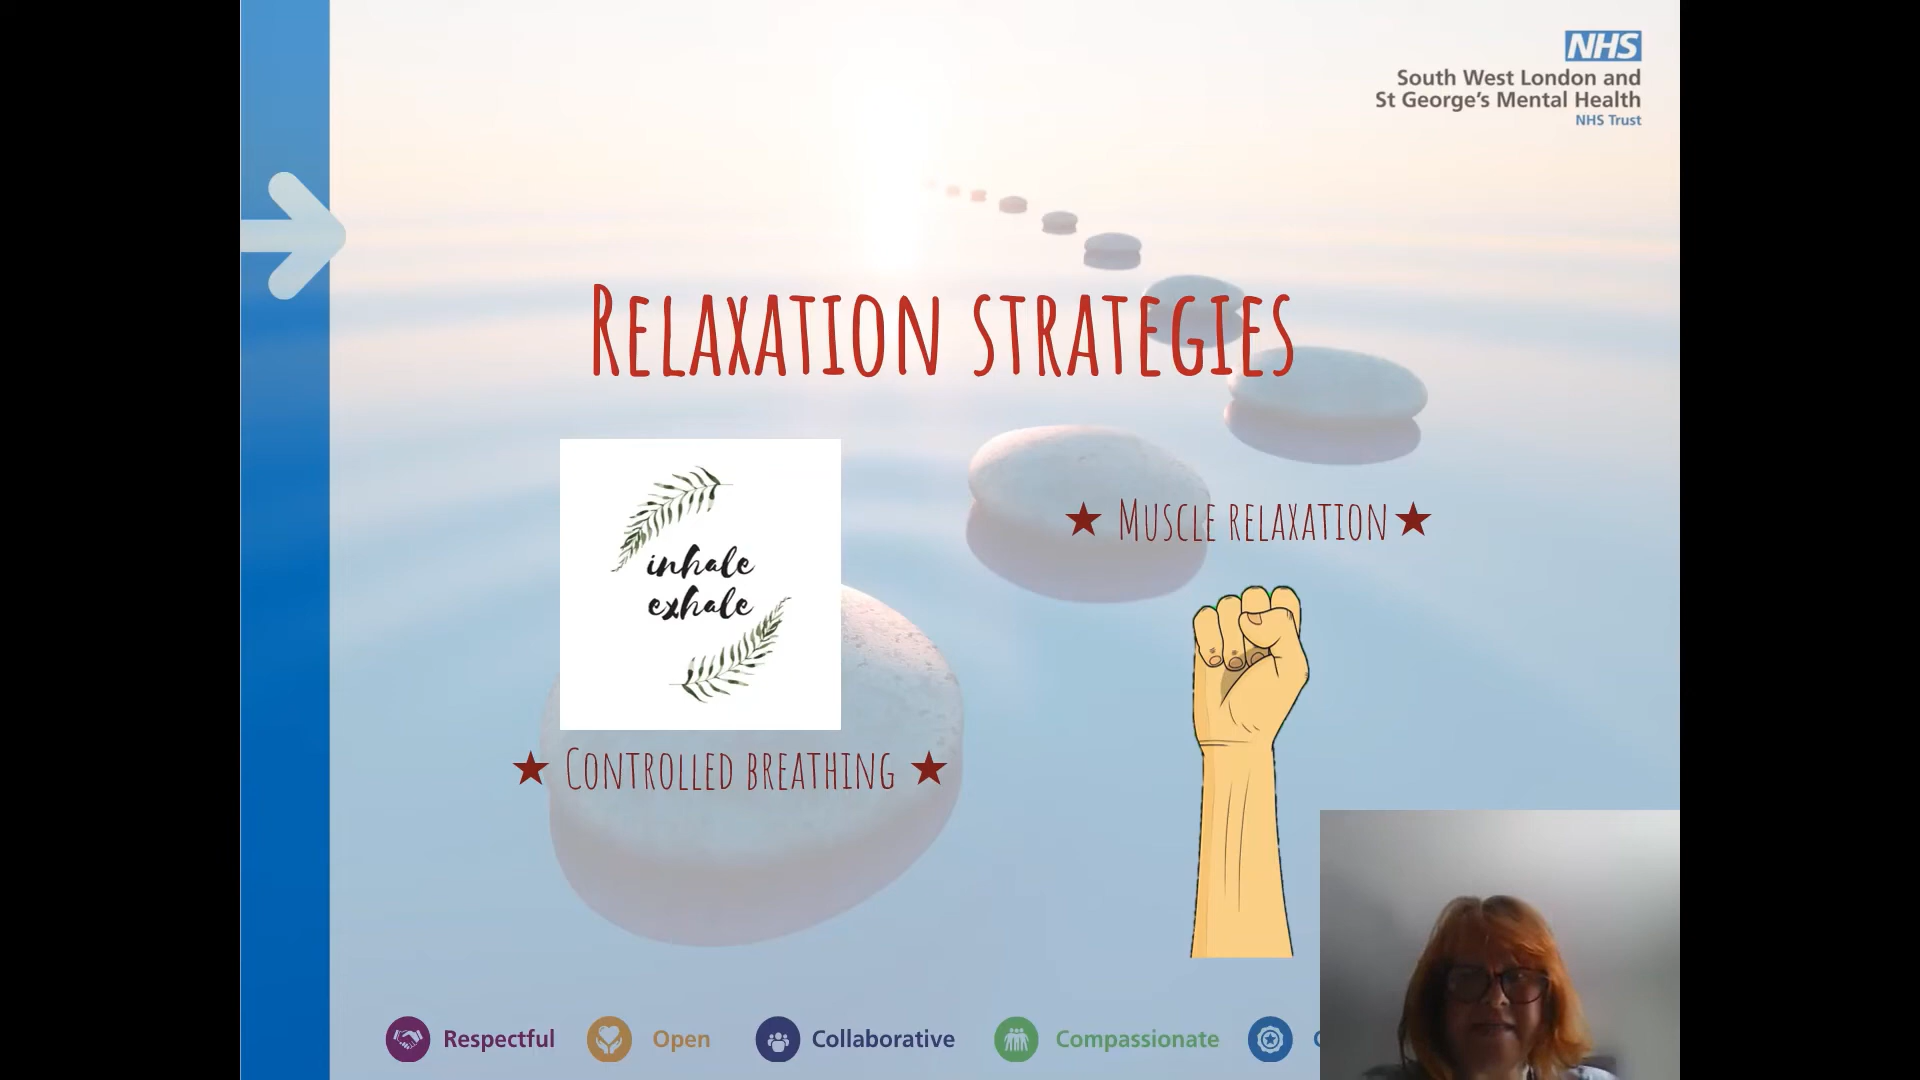 NHS
South West London and
St George's Mental Health
NHS Trust
Relaxation strategies
inhale
exhale
★ Muscle relaxation ★
★ Controlled breathing ★
Respectful Open Collaborative Compassionate